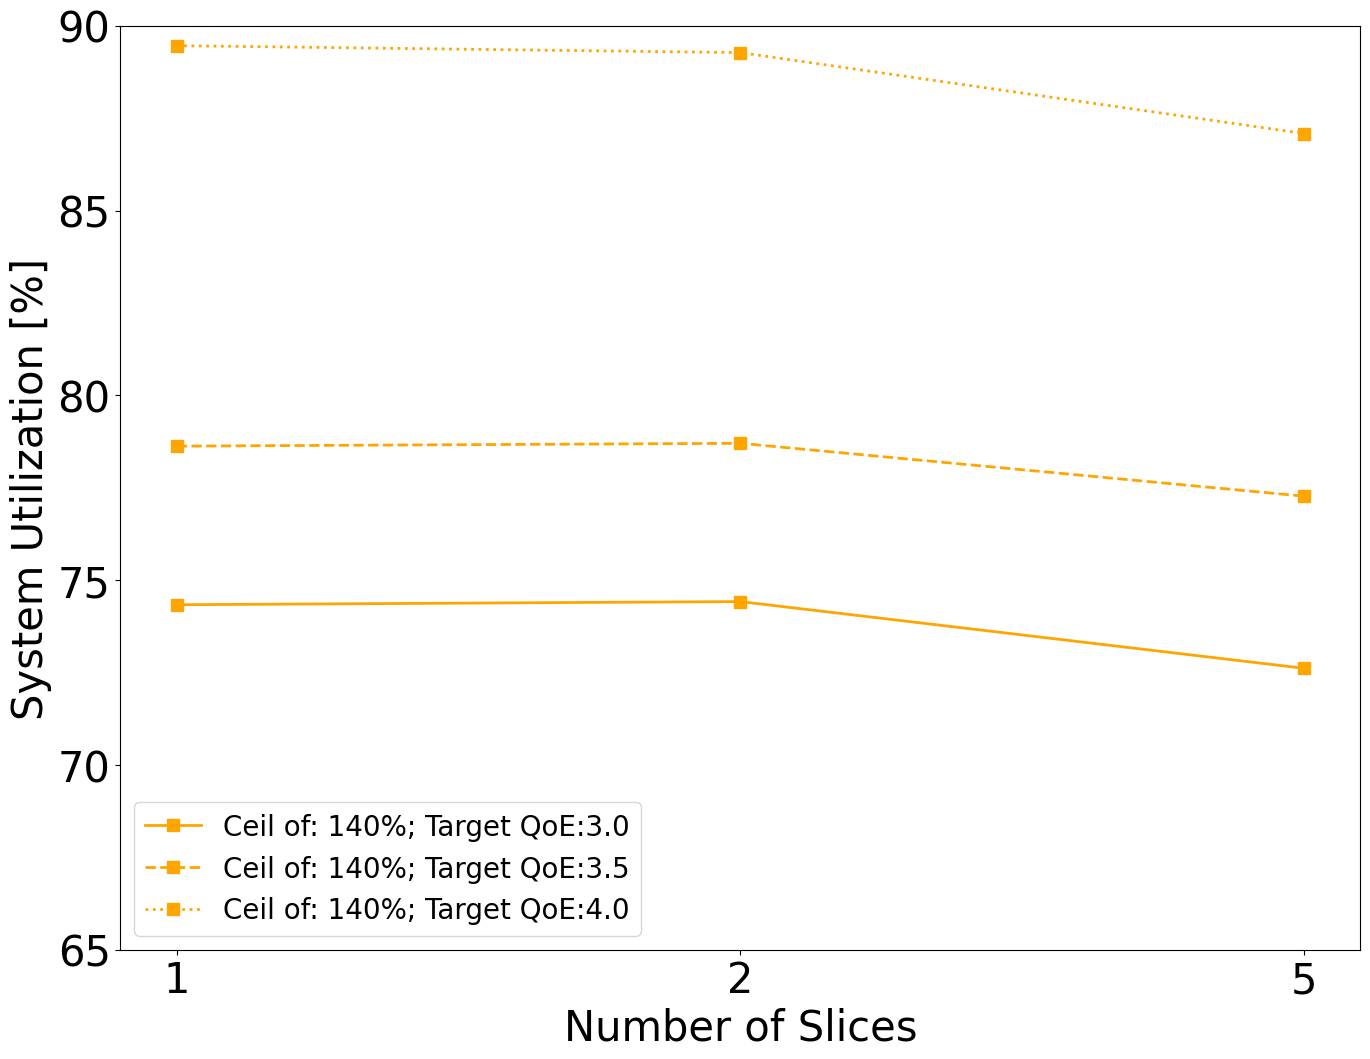 90
85
80
75
70
65
System Utilization [%]
Ceil of: 140%; Target QoE:3.0
Ceil of: 140%; Target QoE:3.5
Ceil of: 140%; Target QoE:4.0
1 2 5
Number of Slices